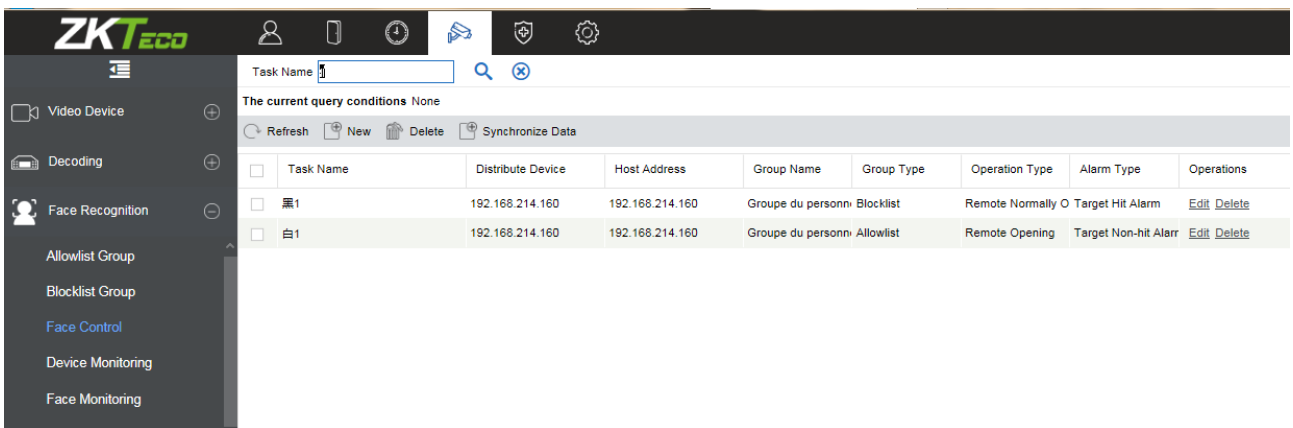 ZKTECO
Task Name 1
Video Device
The current query conditions None
Refresh New Delete Synchronize Data
Decoding
Task Name Distribute Device Host Address Group Name Group Type Operation Type Alarm Type Operations
Face Recognition
黑1 192.168.214.160 192.168.214.160 Groupe du personn Blocklist Remote Normally O Target Hit Alarm Edit Delete
白1 192.168.214.160 192.168.214.160 Groupe du personn Allowlist Remote Opening Target Non-hit Alarr Edit Delete
Allowlist Group
Blocklist Group
Face Control
Device Monitoring
Face Monitoring